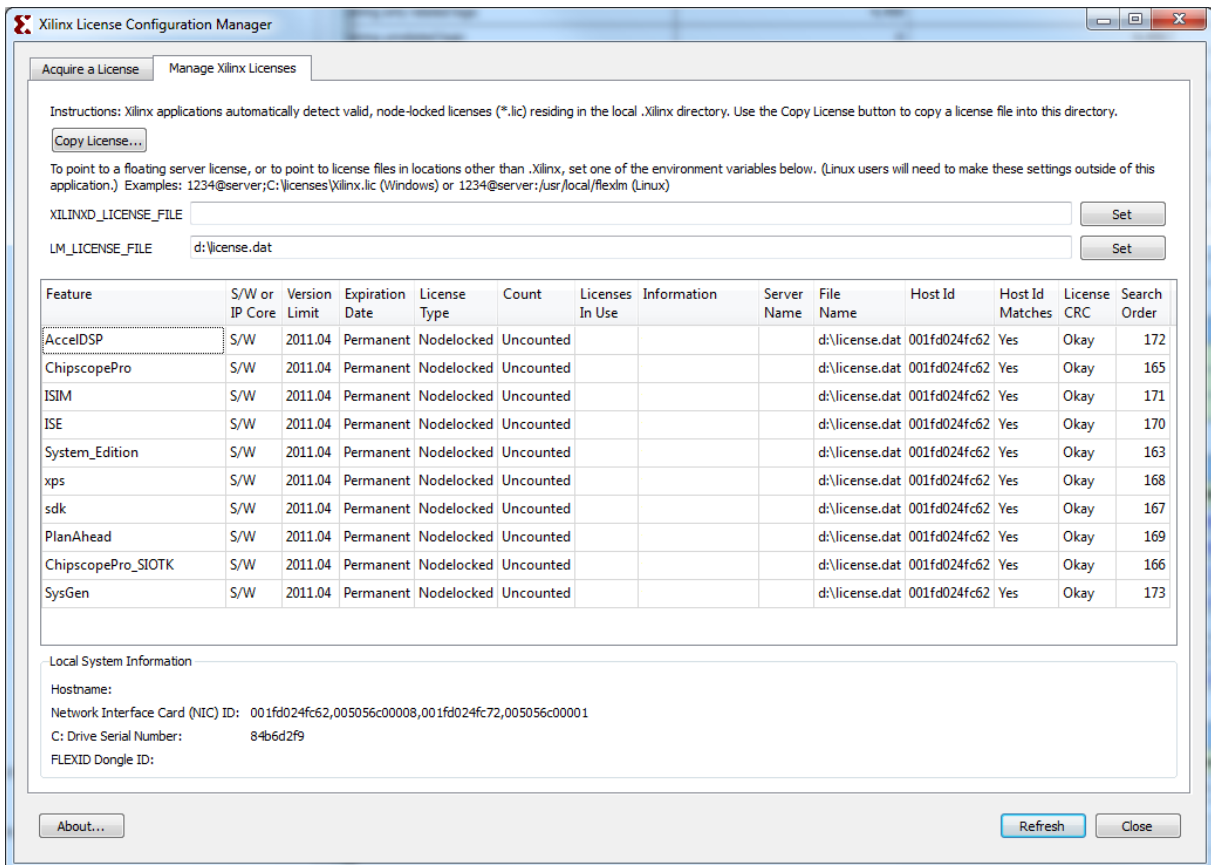 Xilinx License Configuration Manager
Acquire a License Manage Xilinx Licenses
Instructions: Xilinx applications automatically detect valid, node-locked licenses (*.lic) residing in the local .Xilinx directory. Use the Copy License button to copy a license file into this directory.
Copy License...
To point to a floating server license, or to point to license files in locations other than .Xilinx, set one of the environment variables below. (Linux users will need to make these settings outside of this
application.) Examples: 1234@server;C:\licenses\Xilinx.lic (Windows) or 1234@server:/usr/local/flexlm (Linux)
XILINXD_LICENSE_FILE Set
LM_LICENSE_FILE d:\license.dat Set
Feature S/W or Version Expiration License Count Licenses Information Server File Host Id Host Id License Search
IP Core Limit Date Type In Use Name Name Matches CRC Order
AccelDSP S/W 2011.04 Permanent Nodelocked Uncounted d:\license.dat 001fd024fc62 Yes Okay 172
ChipscopePro S/W 2011.04 Permanent Nodelocked Uncounted d:\license.dat 001fd024fc62 Yes Okay 165
ISIM S/W 2011.04 Permanent Nodelocked Uncounted d:\license.dat 001fd024fc62 Yes Okay 171
ISE S/W 2011.04 Permanent Nodelocked Uncounted d:\license.dat 001fd024fc62 Yes Okay 170
System_Edition S/W 2011.04 Permanent Nodelocked Uncounted d:\license.dat 001fd024fc62 Yes Okay 163
xps S/W 2011.04 Permanent Nodelocked Uncounted d:\license.dat 001fd024fc62 Yes Okay 168
sdk S/W 2011.04 Permanent Nodelocked Uncounted d:\license.dat 001fd024fc62 Yes Okay 167
PlanAhead S/W 2011.04 Permanent Nodelocked Uncounted d:\license.dat 001fd024fc62 Yes Okay 169
ChipscopePro_SIOTK S/W 2011.04 Permanent Nodelocked Uncounted d:\license.dat 001fd024fc62 Yes Okay 166
SysGen S/W 2011.04 Permanent Nodelocked Uncounted d:\license.dat 001fd024fc62 Yes Okay 173
Local System Information
Hostname:
Network Interface Card (NIC) ID: 001fd024fc62,005056c00008,001fd024fc72,005056c00001
C: Drive Serial Number: 84b6d2f9
FLEXID Dongle ID:
About... Refresh Close